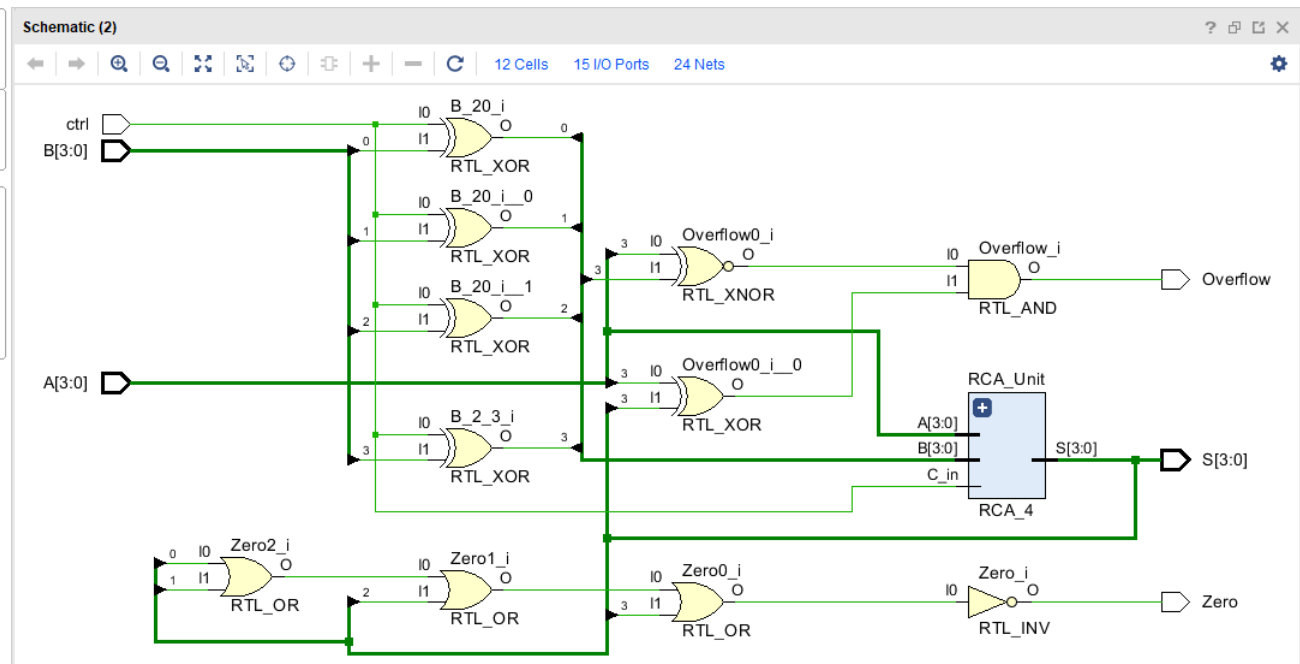 Schematic (2)
12 Cells 15 I/O Ports 24 Nets
ctrl
B[3:0]
A[3:0]
I0 B_20_i
O 0
0 I1
RTL_XOR
I0 B_20_i__0
O 1
1 I1
RTL_XOR
I0 B_20_i__1
O 2
2 I1
RTL_XOR
I0 B_2_3_i
O 3
3 I1
RTL_XOR
3 I0 Overflow0_i
O
3 I1
RTL_XNOR
3 I0 Overflow0_i__0
O
3 I1
RTL_XOR
I0 Overflow_i
O
I1
RTL_AND
Overflow
RCA_Unit
A[3:0]
B[3:0] S[3:0]
C_in
RCA_4
S[3:0]
0 I0 Zero2_i
O
1 I1
RTL_OR
I0 Zero1_i
O
2 I1
RTL_OR
I0 Zero0_i
O
3 I1
RTL_OR
I0 Zero_i
O
RTL_INV
Zero